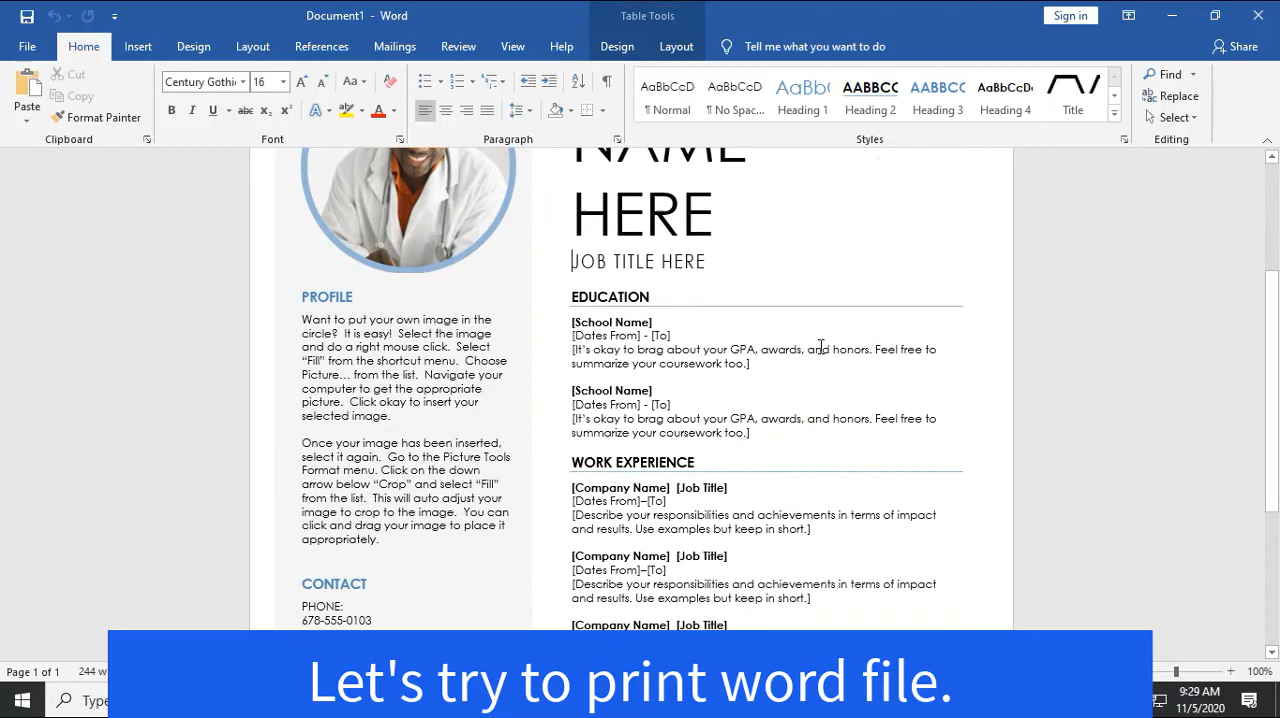 Document1 - Word
Table Tools
Sign in
File Home Insert Design Layout References Mailings Review View Help Design Layout Tell me what you want to do Share
Paste
Cut
Copy
Format Painter
Clipboard
Century Gothi 16
Aa
B I U abc x₂ x² A A
Font
Paragraph
AaBbCcD
¶ Normal
AaBbCcD
¶ No Spac...
AaBb(
Heading 1
AABBCC
Heading 2
AABBCC
Heading 3
AaBbCcD
Heading 4
Title
Styles
Find
Replace
Select
Editing
NAME
HERE
JOB TITLE HERE
PROFILE
Want to put your own image in the
circle? It is easy! Select the image
and do a right mouse click. Select
“Fill” from the shortcut menu. Choose
Picture… from the list. Navigate your
computer to get the appropriate
picture. Click okay to insert your
selected image.
Once your image has been inserted,
select it again. Go to the Picture Tools
Format menu. Click on the down
arrow below “Crop” and select “Fill”
from the list. This will auto adjust your
image to crop to the image. You can
click and drag your image to place it
appropriately.
CONTACT
PHONE:
678-555-0103
EDUCATION
[School Name]
[Dates From] - [To]
[It's okay to brag about your GPA, awards, and honors. Feel free to
summarize your coursework too.]
[School Name]
[Dates From] - [To]
[It's okay to brag about your GPA, awards, and honors. Feel free to
summarize your coursework too.]
WORK EXPERIENCE
[Company Name] [Job Title]
[Dates From]–[To]
[Describe your responsibilities and achievements in terms of impact
and results. Use examples but keep in short.]
[Company Name] [Job Title]
[Dates From]–[To]
[Describe your responsibilities and achievements in terms of impact
and results. Use examples but keep in short.]
[Company Name] [Job Title]
Page 1 of 1 244 w
100%
Type
9:29 AM
11/5/2020
Let's try to print word file.